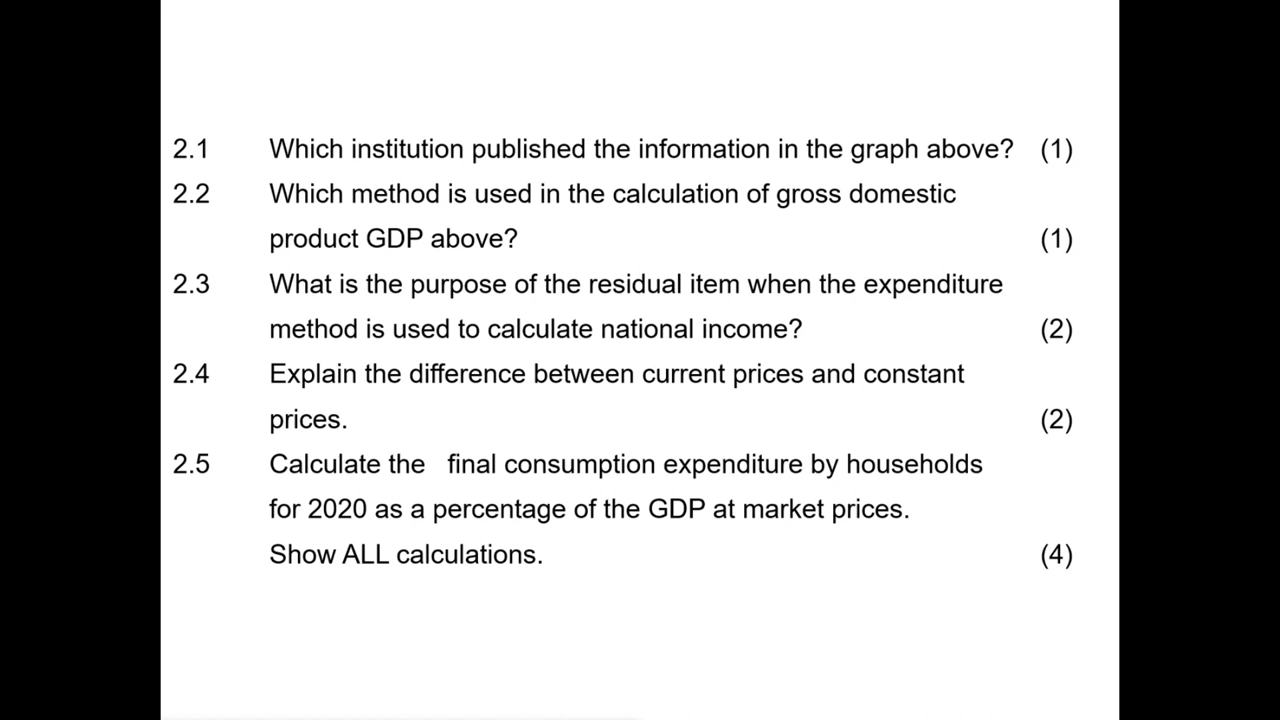 2.1 Which institution published the information in the graph above? (1)
2.2 Which method is used in the calculation of gross domestic
product GDP above? (1)
2.3 What is the purpose of the residual item when the expenditure
method is used to calculate national income? (2)
2.4 Explain the difference between current prices and constant
prices. (2)
2.5 Calculate the final consumption expenditure by households
for 2020 as a percentage of the GDP at market prices.
Show ALL calculations. (4)